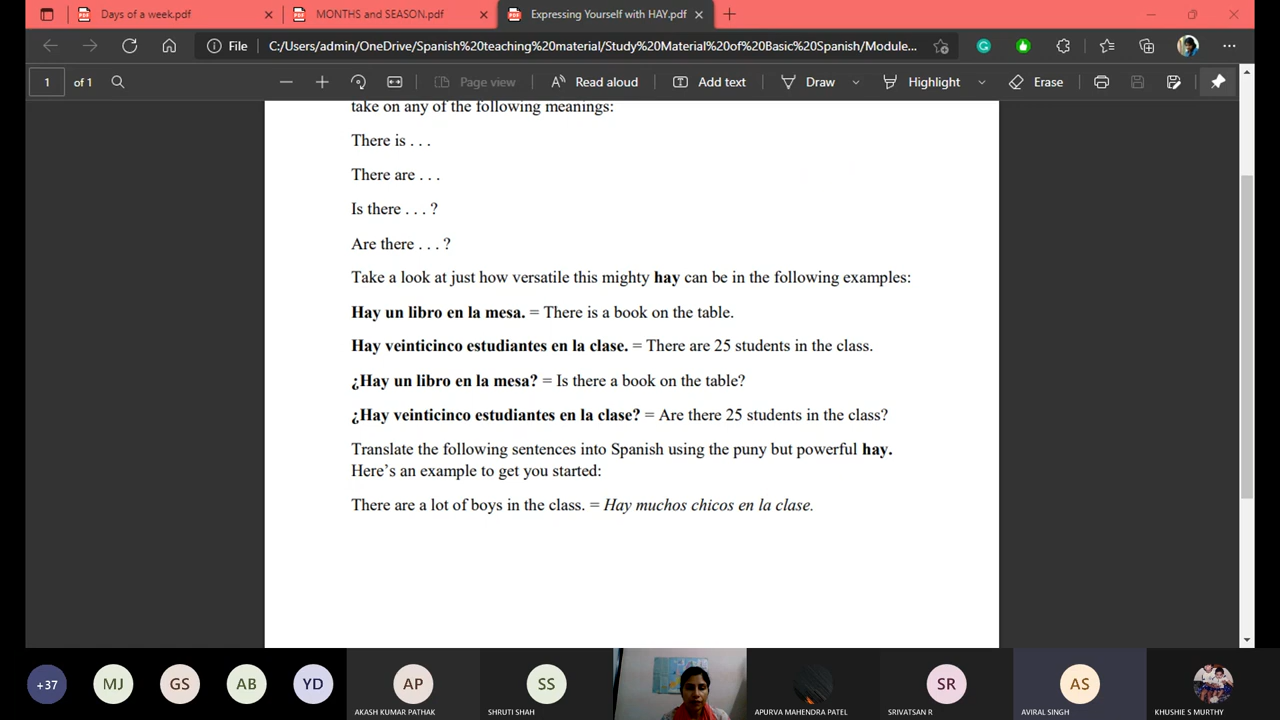 Days of a week.pdf
MONTHS and SEASON.pdf
Expressing Yourself with HAY.pdf
File
C:/Users/admin/OneDrive/Spanish%20teaching%20material/Study%20Material%20of%20Basic%20Spanish/Module...
1 of 1
Page view
Read aloud
Add text
Draw
Highlight
Erase
take on any of the following meanings:
There is . . .
There are . . .
Is there . . . ?
Are there . . . ?
Take a look at just how versatile this mighty hay can be in the following examples:
Hay un libro en la mesa. = There is a book on the table.
Hay veinticinco estudiantes en la clase. = There are 25 students in the class.
¿Hay un libro en la mesa? = Is there a book on the table?
¿Hay veinticinco estudiantes en la clase? = Are there 25 students in the class?
Translate the following sentences into Spanish using the puny but powerful hay.
Here's an example to get you started:
There are a lot of boys in the class. = Hay muchos chicos en la clase.
+37
MJ
GS
AB
YD
AP
AKASH KUMAR PATHAK
SS
SHRUTI SHAH
APURVA MAHENDRA PATEL
SR
SRIVATSAN R
AS
AVIRAL SINGH
KHUSHIE S MURTHY